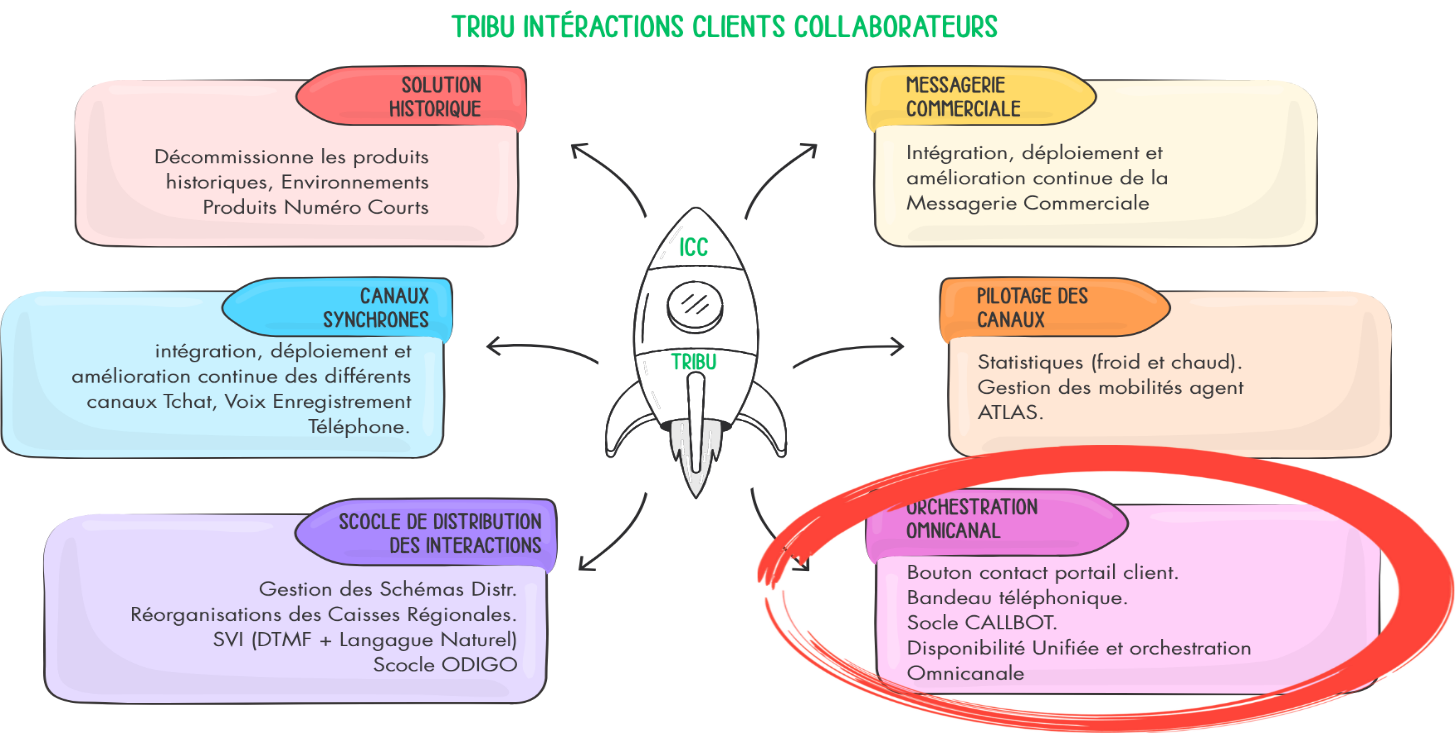 TRIBU INTÉRACTIONS CLIENTS COLLABORATEURS
SOLUTION
HISTORIQUE
Décommissionne les produits
historiques, Environnements
Produits Numéro Courts
MESSAGERIE
COMMERCIALE
Intégration, déploiement et
amélioration continue de la
Messagerie Commerciale
ICC
TRIBU
CANAUX
SYNCHRONES
intégration, déploiement et
amélioration continue des différents
canaux Tchat, Voix Enregistrement
Téléphone.
PILOTAGE DES
CANAUX
Statistiques (froid et chaud).
Gestion des mobilités agent
ATLAS.
SCOCLE DE DISTRIBUTION
DES INTERACTIONS
Gestion des Schémas Distr.
Réorganisations des Caisses Régionales.
SVI (DTMF + Langague Naturel)
Scocle ODIGO
ORCHESTRATION
OMNICANAL
Bouton contact portail client.
Bandeau téléphonique.
Socle CALLBOT.
Disponibilité Unifiée et orchestration
Omnicanale